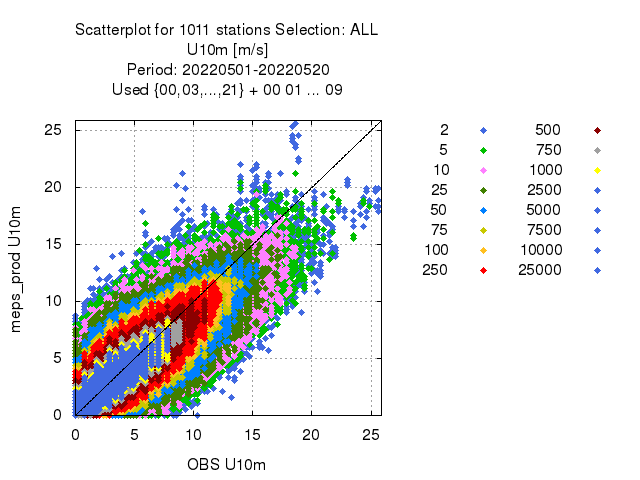 Scatterplot for 1011 stations Selection: ALL
U10m [m/s]
Period: 20220501-20220520
Used {00,03,...,21} + 00 01 ... 09
25
20
15
10
5
0
meps_prod U10m
0 5 10 15 20 25
OBS U10m
2 500
5 750
10 1000
25 2500
50 5000
75 7500
100 10000
250 25000